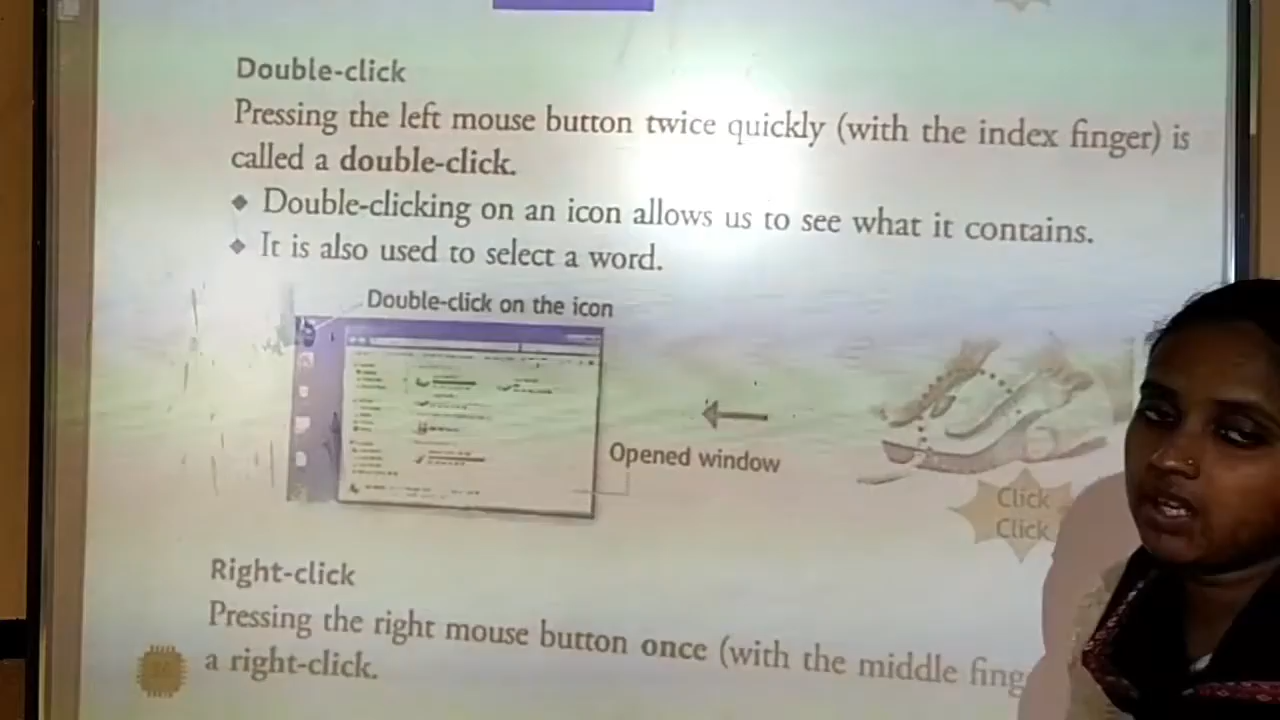 Double-click
Pressing the left mouse button twice quickly (with the index finger) is
called a double-click.
◆ Double-clicking on an icon allows us to see what it contains.
◆ It is also used to select a word.
Double-click on the icon
Opened window
Click
Click
Right-click
Pressing the right mouse button once (with the middle fing
a right-click.